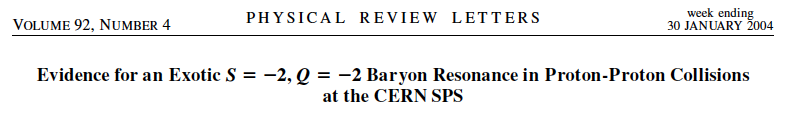 VOLUME 92, NUMBER 4
PHYSICAL REVIEW LETTERS
week ending
30 JANUARY 2004
Evidence for an Exotic S = −2, Q = −2 Baryon Resonance in Proton-Proton Collisions
at the CERN SPS